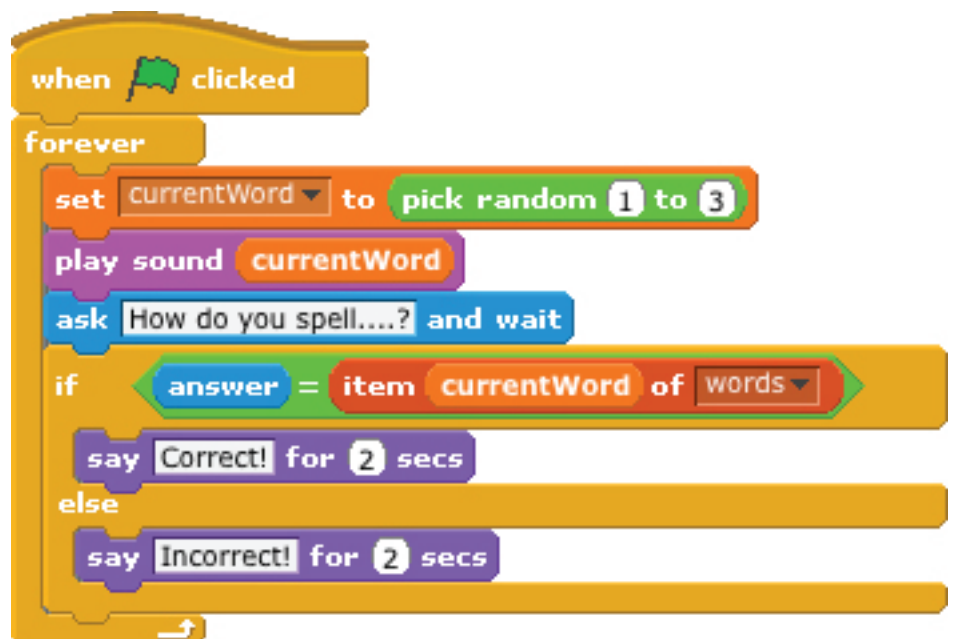 when clicked
forever
set currentWord to pick random 1 to 3
play sound currentWord
ask How do you spell....? and wait
if answer = item currentWord of words
say Correct! for 2 secs
else
say Incorrect! for 2 secs